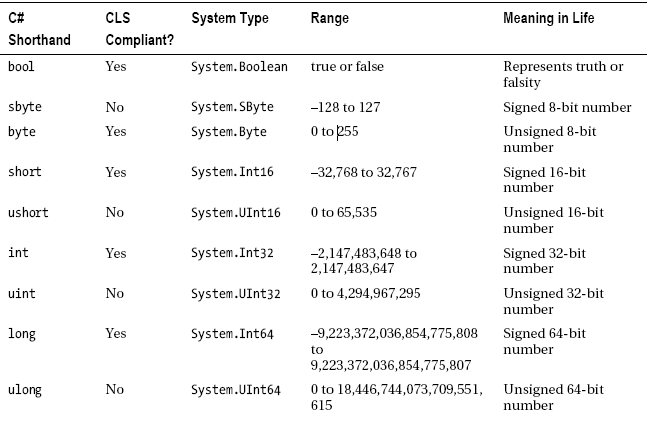 C# CLS System Type Range Meaning in Life
Shorthand Compliant?
bool Yes System.Boolean true or false Represents truth or
falsity
sbyte No System.SByte –128 to 127 Signed 8-bit number
byte Yes System.Byte 0 to 255 Unsigned 8-bit
number
short Yes System.Int16 –32,768 to 32,767 Signed 16-bit
number
ushort No System.UInt16 0 to 65,535 Unsigned 16-bit
number
int Yes System.Int32 –2,147,483,648 to Signed 32-bit
2,147,483,647 number
uint No System.UInt32 0 to 4,294,967,295 Unsigned 32-bit
number
long Yes System.Int64 –9,223,372,036,854,775,808 Signed 64-bit
to number
9,223,372,036,854,775,807
ulong No System.UInt64 0 to 18,446,744,073,709,551, Unsigned 64-bit
615 number